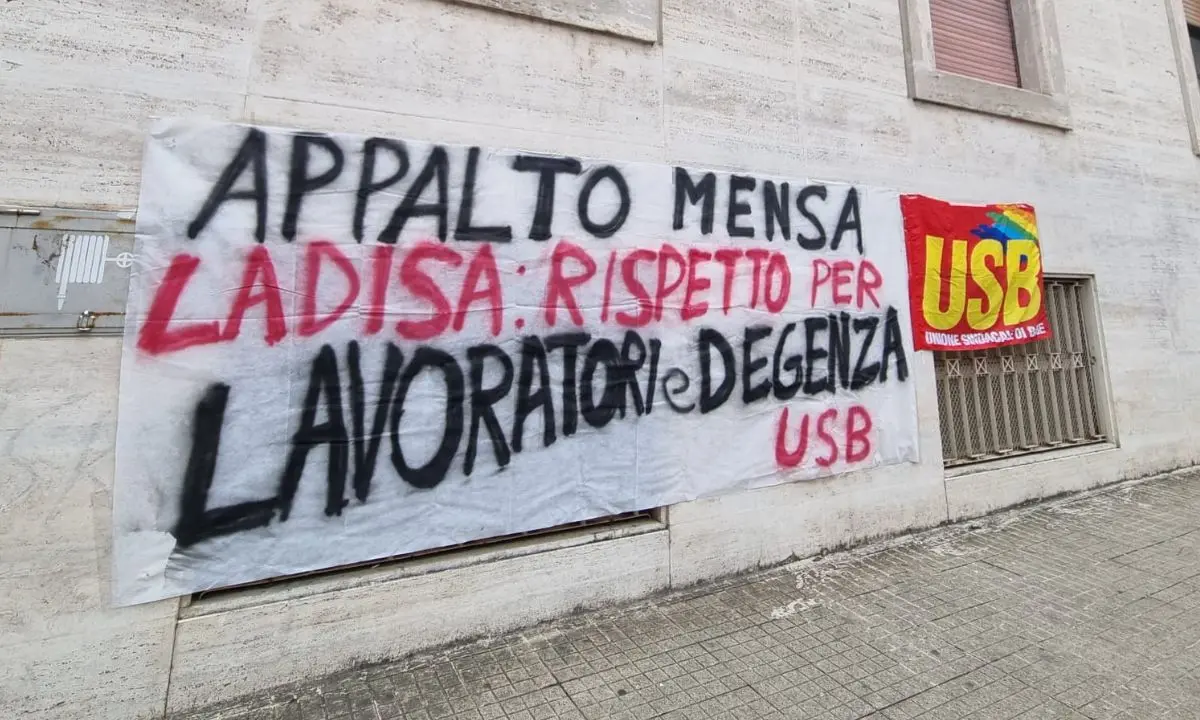 APPALTO MENSA
LADISA: RISPETTO PER
LAVORATORI e DEGENZA
USB
USB
UNIONE SINDACALE DI BASE